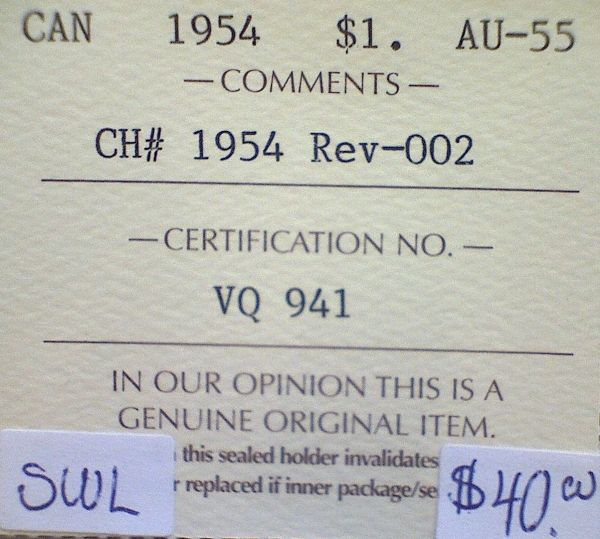 CAN 1954 $1. AU-55
—COMMENTS—
CH# 1954 Rev-002
—CERTIFICATION NO.—
VQ 941
IN OUR OPINION THIS IS A
GENUINE ORIGINAL ITEM.
this sealed holder invalidates
r replaced if inner package/se
SWL
$40.00